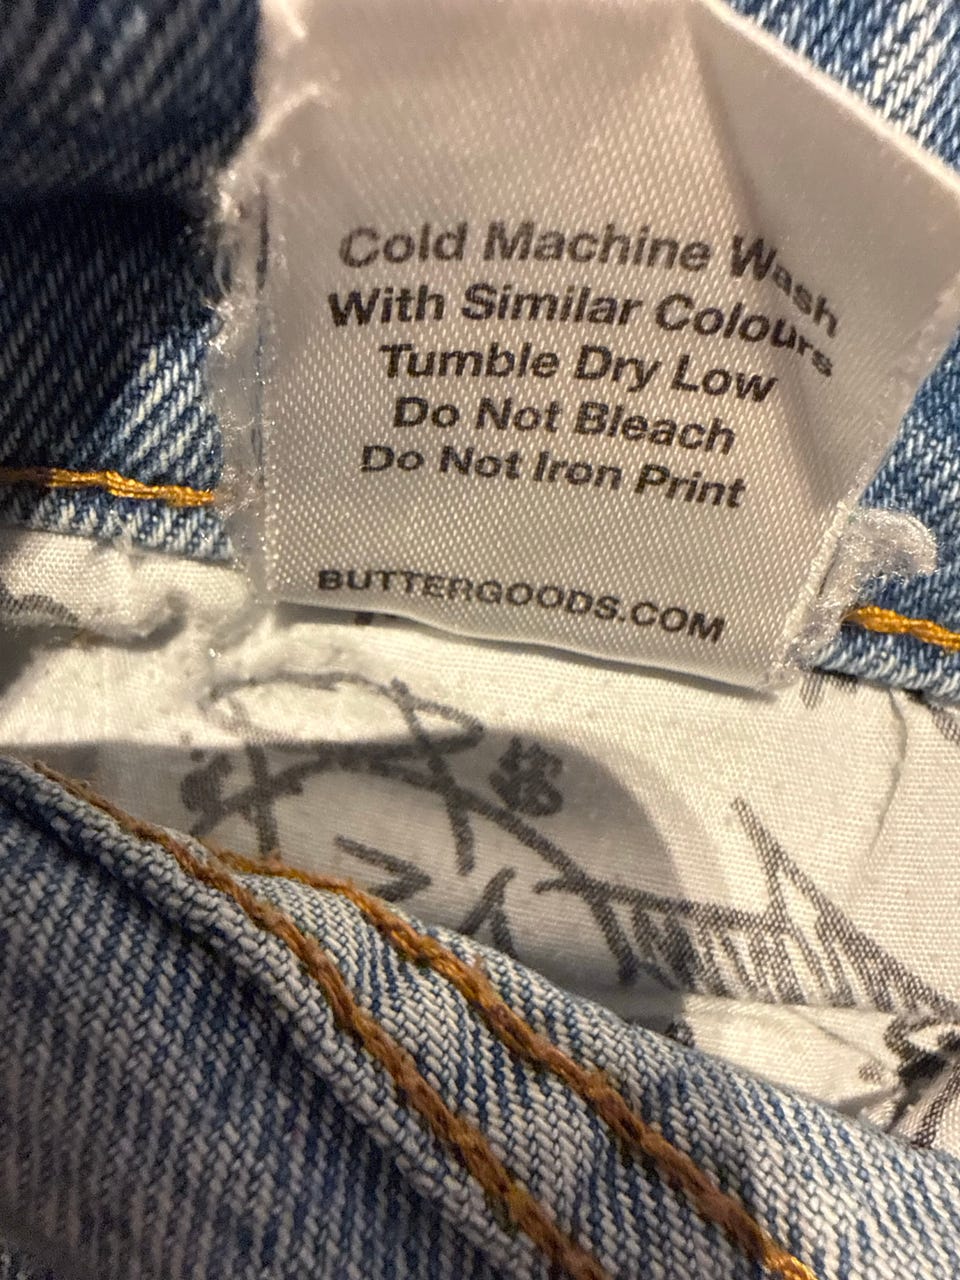 Cold Machine Wash
With Similar Colours
Tumble Dry Low
Do Not Bleach
Do Not Iron Print
BUTTERGOODS.COM